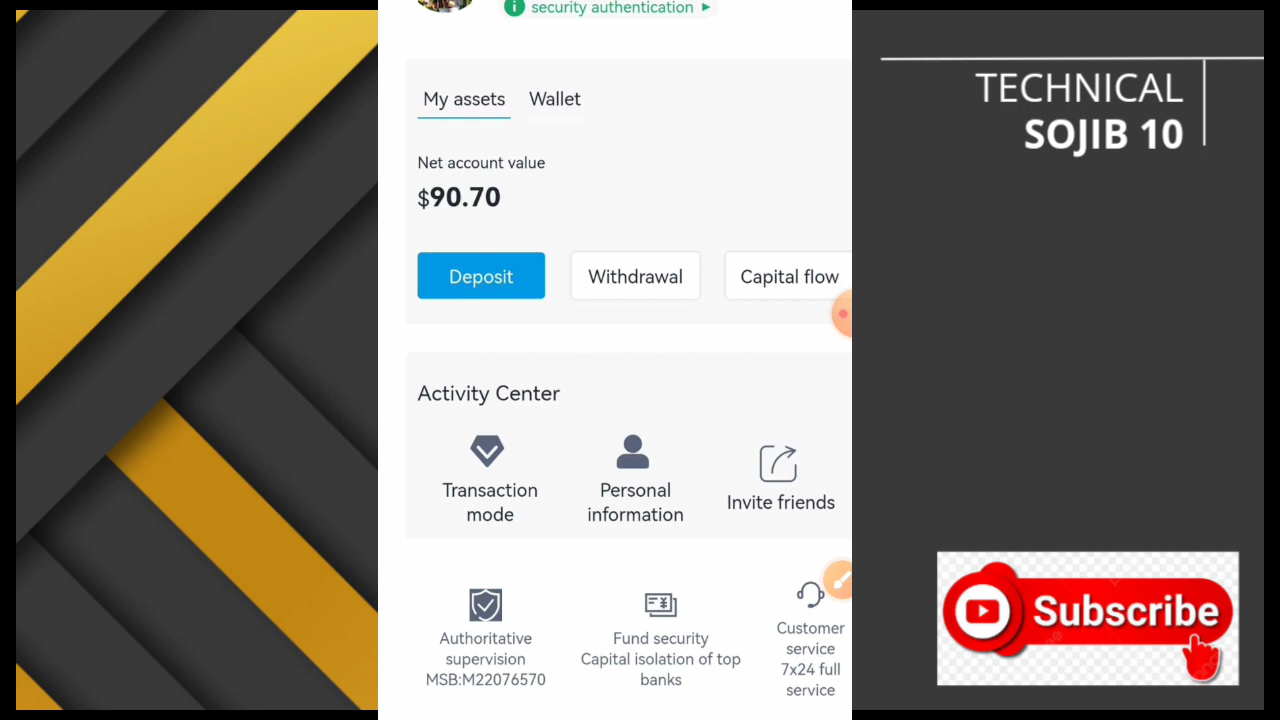 security authentication
My assets Wallet
Net account value
$90.70
Deposit Withdrawal Capital flow
Activity Center
Transaction
mode
Personal
information
Invite friends
Authoritative
supervision
MSB:M22076570
Fund security
Capital isolation of top
banks
Customer
service
7x24 full
service
TECHNICAL
SOJIB 10
Subscribe